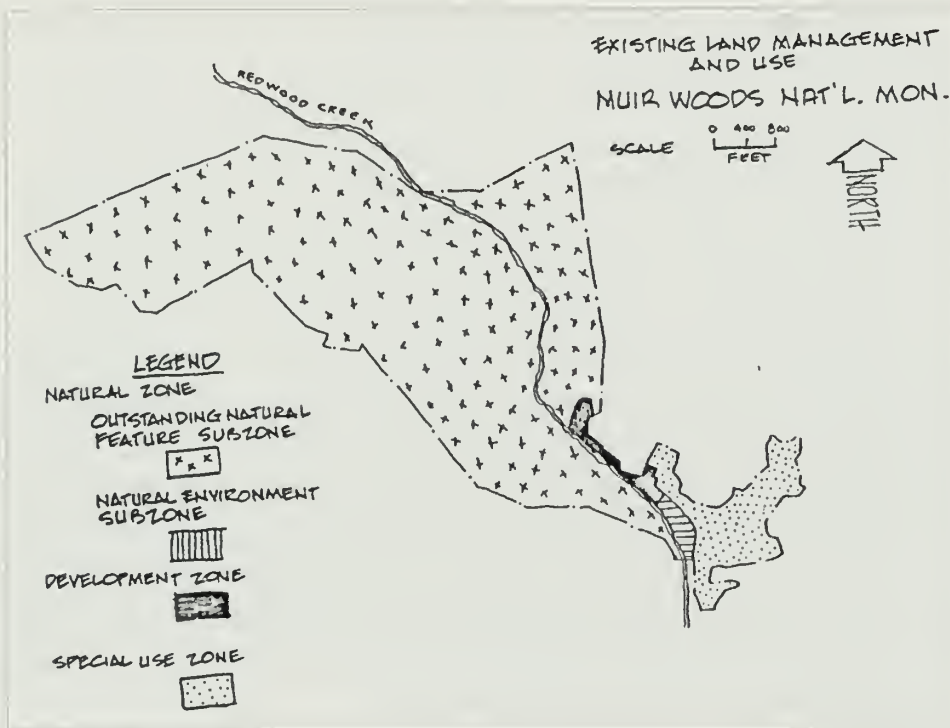 EXISTING LAND MANAGEMENT
AND USE
MUIR WOODS NAT'L. MON.
SCALE
0 400 800
FEET
NORTH
REDWOOD CREEK
LEGEND
NATURAL ZONE
OUTSTANDING NATURAL
FEATURE SUBZONE
NATURAL ENVIRONMENT
SUBZONE
DEVELOPMENT ZONE
SPECIAL USE ZONE